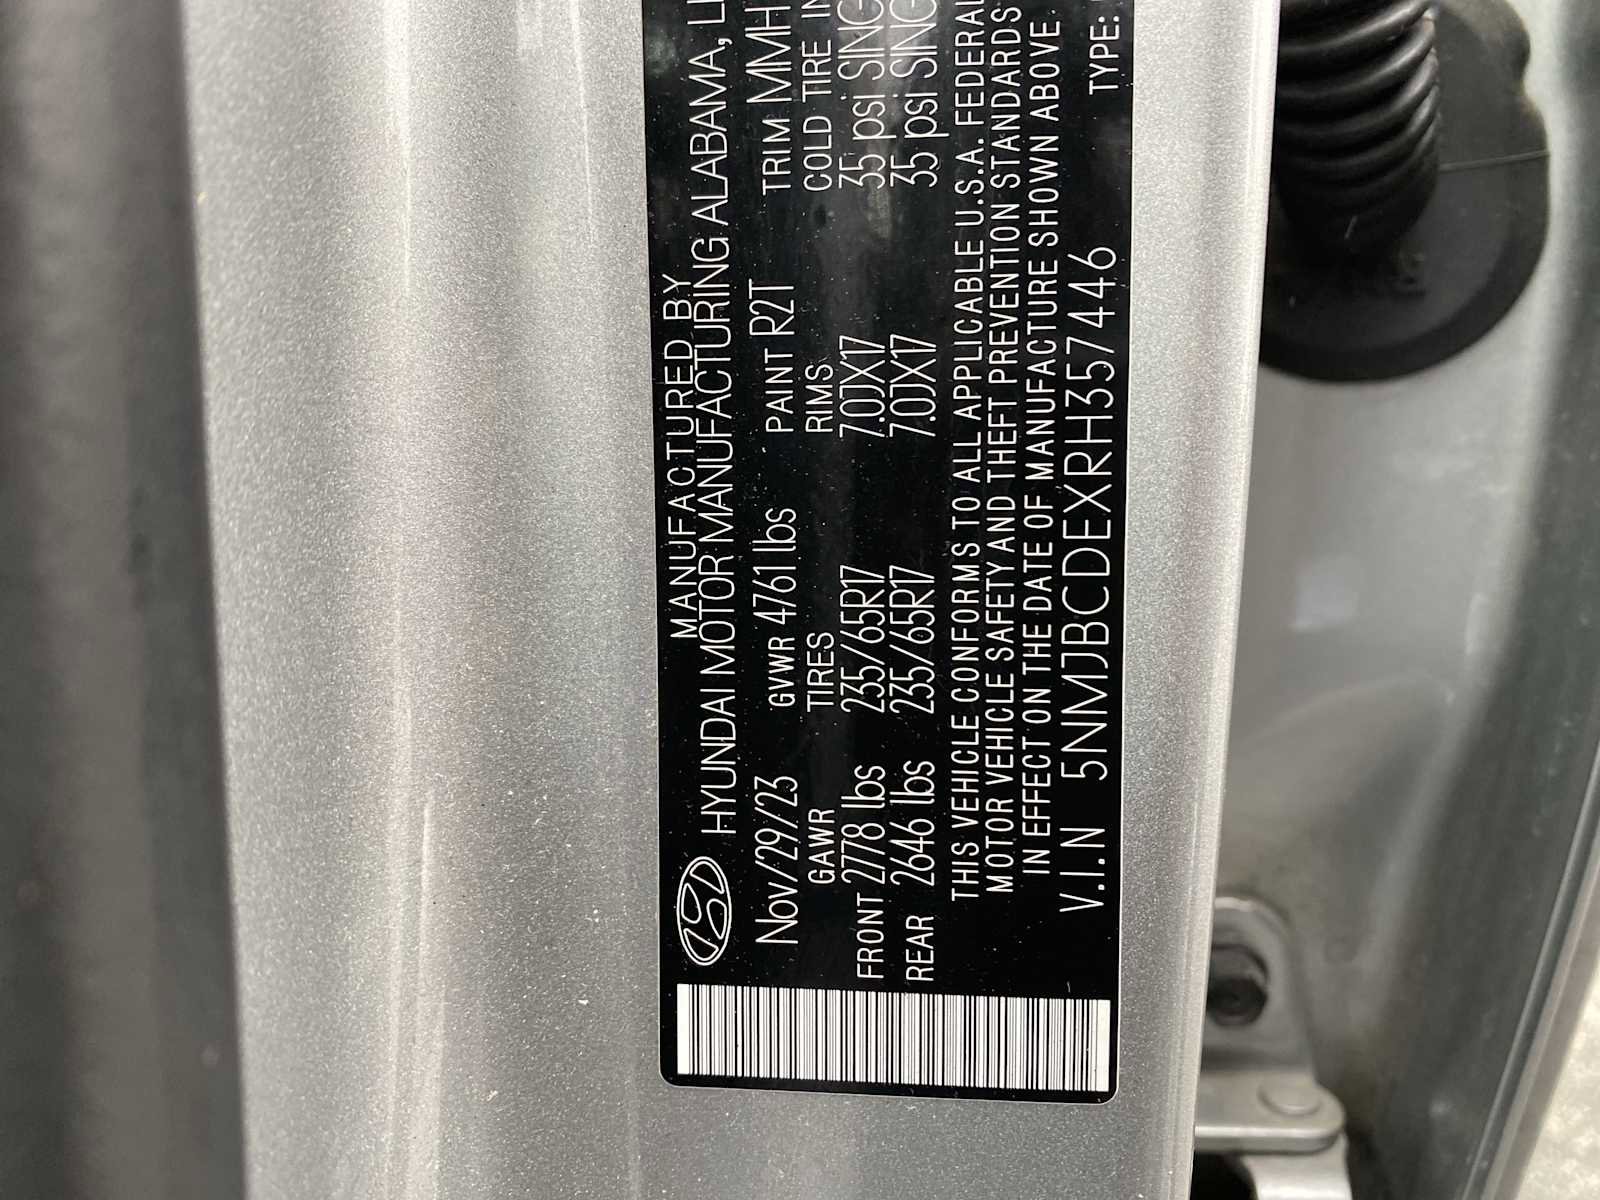 MANUFACTURED BY
HYUNDAI MOTOR MANUFACTURING ALABAMA,
Nov/29/23 GVWR 4761 lbs PAINT R2T TRIM MMH
GAWR TIRES RIMS COLD TIRE
FRONT 2778 lbs 235/65R17 7.0JX17 35 psi SING
REAR 2646 lbs 235/65R17 7.0JX17 35 psi SING
THIS VEHICLE CONFORMS TO ALL APPLICABLE U.S.A. FEDERAL
MOTOR VEHICLE SAFETY AND THEFT PREVENTION STANDARDS
IN EFFECT ON THE DATE OF MANUFACTURE SHOWN ABOVE
V.I.N 5NMJBCDEXRH357446 TYPE: